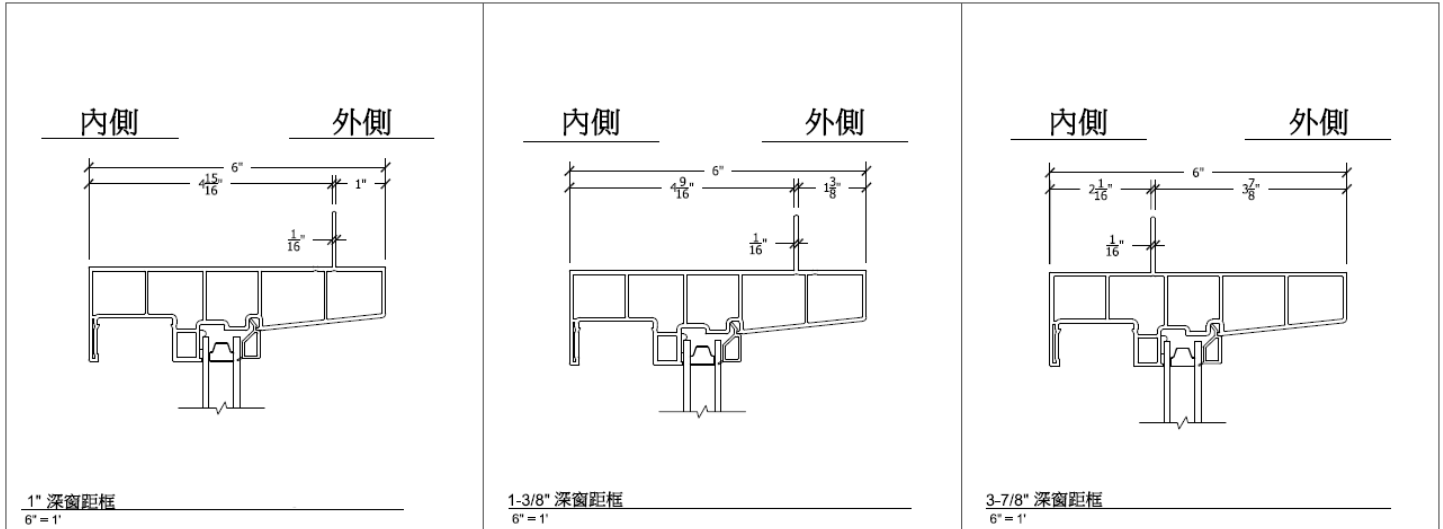 內側 外側
6"
4 15/16" 1"
1/16"
1" 深窗距框
6" = 1'
內側 外側
6"
4 9/16" 1 3/8"
1/16"
1-3/8" 深窗距框
6" = 1'
內側 外側
6"
2 1/16" 3 7/8"
1/16"
3-7/8" 深窗距框
6" = 1'